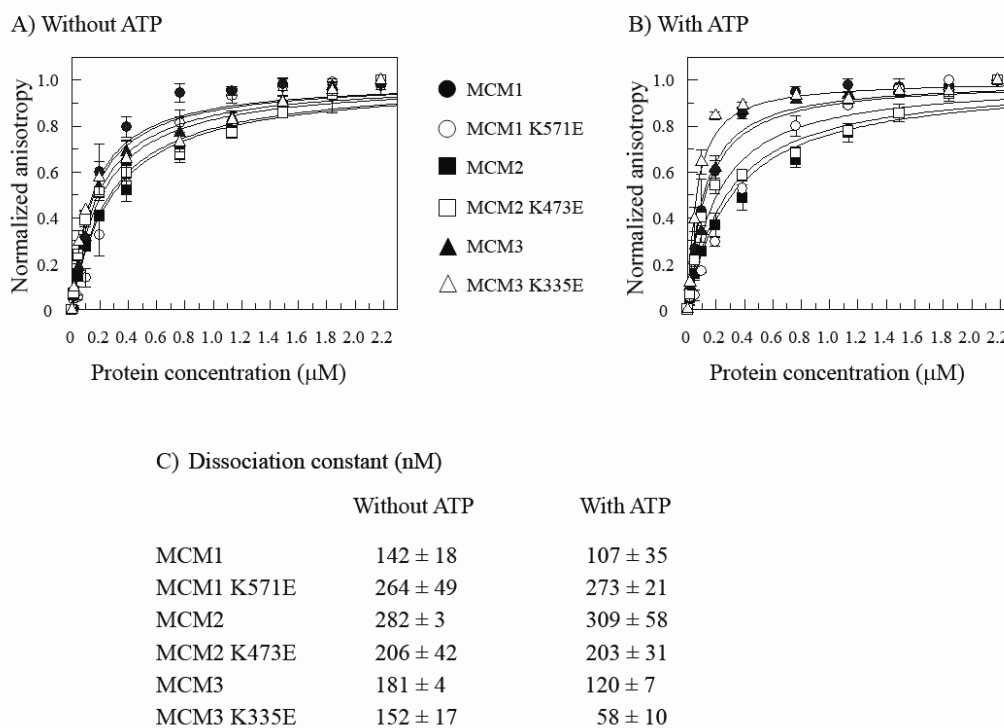 A) Without ATP
B) With ATP
Normalized anisotropy
1.0
0.8
0.6
0.4
0.2
0
0 0.2 0.4 0.6 0.8 1.0 1.2 1.4 1.6 1.8 2.0 2.2
Protein concentration (μM)
MCM1
MCM1 K571E
MCM2
MCM2 K473E
MCM3
MCM3 K335E
Normalized anisotropy
1.0
0.8
0.6
0.4
0.2
0
0 0.2 0.4 0.6 0.8 1.0 1.2 1.4 1.6 1.8 2.0 2.2
Protein concentration (μM)
C) Dissociation constant (nM)
Without ATP With ATP
MCM1 142 ± 18 107 ± 35
MCM1 K571E 264 ± 49 273 ± 21
MCM2 282 ± 3 309 ± 58
MCM2 K473E 206 ± 42 203 ± 31
MCM3 181 ± 4 120 ± 7
MCM3 K335E 152 ± 17 58 ± 10